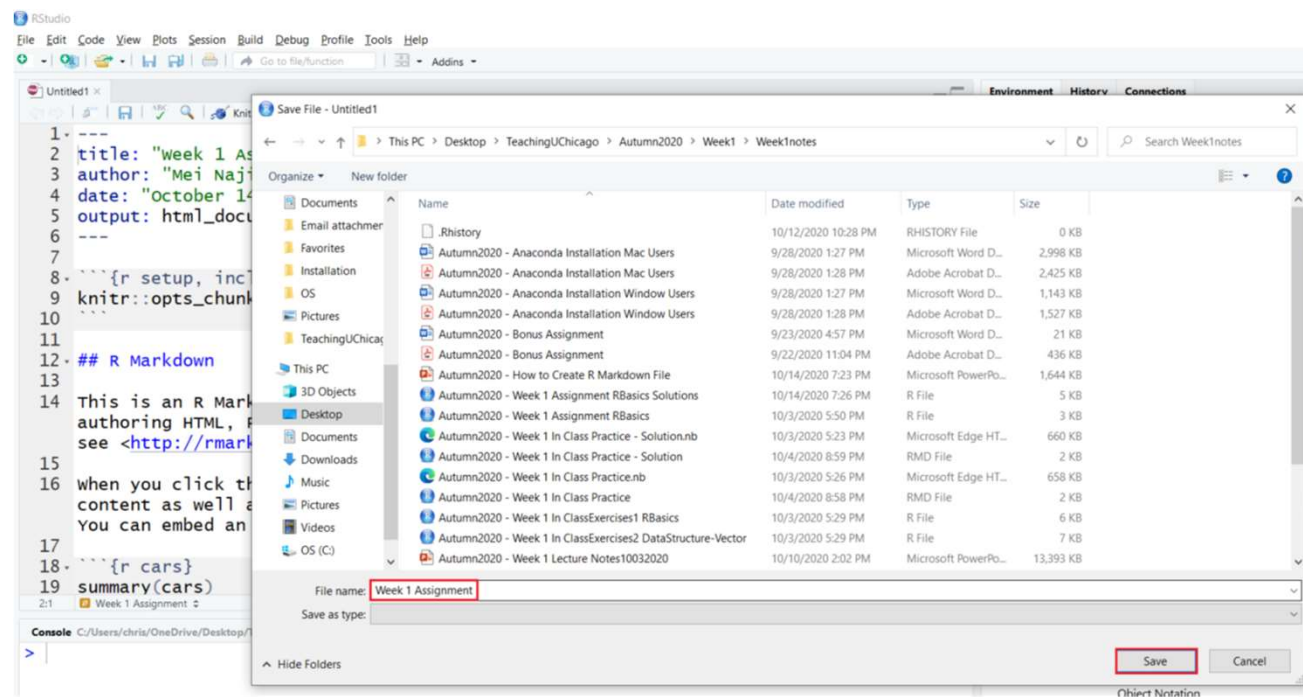 RStudio
File Edit Code View Plots Session Build Debug Profile Tools Help
Go to file/function Addins
Untitled1
Environment History Connections
Knit
1 ---
2 title: "Week 1 As
3 author: "Mei Naji
4 date: "October 14
5 output: html_docu
6 ---
7
8 ```{r setup, incl
9 knitr::opts_chunk
10 ```
11
12 ## R Markdown
13
14 This is an R Mark
authoring HTML, P
see <http://rmark
15
16 When you click th
content as well a
You can embed an
17
18 ```{r cars}
19 summary(cars)
2:1 Week 1 Assignment
Console C:/Users/chris/OneDrive/Desktop/T
>
Save File - Untitled1
This PC > Desktop > TeachingUChicago > Autumn2020 > Week1 > Week1notes
Search Week1notes
Organize New folder
Documents
Email attachmen
Favorites
Installation
OS
Pictures
TeachingUChicag
This PC
3D Objects
Desktop
Documents
Downloads
Music
Pictures
Videos
OS (C:)
Name Date modified Type Size
.Rhistory 10/12/2020 10:28 PM RHISTORY File 0 KB
Autumn2020 - Anaconda Installation Mac Users 9/28/2020 1:27 PM Microsoft Word D... 2,998 KB
Autumn2020 - Anaconda Installation Mac Users 9/28/2020 1:28 PM Adobe Acrobat D... 2,425 KB
Autumn2020 - Anaconda Installation Window Users 9/28/2020 1:27 PM Microsoft Word D... 1,143 KB
Autumn2020 - Anaconda Installation Window Users 9/28/2020 1:28 PM Adobe Acrobat D... 1,527 KB
Autumn2020 - Bonus Assignment 9/23/2020 4:57 PM Microsoft Word D... 21 KB
Autumn2020 - Bonus Assignment 9/22/2020 11:04 PM Adobe Acrobat D... 436 KB
Autumn2020 - How to Create R Markdown File 10/14/2020 7:23 PM Microsoft PowerPo... 1,644 KB
Autumn2020 - Week 1 Assignment RBasics Solutions 10/14/2020 7:26 PM R File 5 KB
Autumn2020 - Week 1 Assignment RBasics 10/3/2020 5:50 PM R File 3 KB
Autumn2020 - Week 1 In Class Practice - Solution.nb 10/3/2020 5:23 PM Microsoft Edge HT... 660 KB
Autumn2020 - Week 1 In Class Practice - Solution 10/4/2020 8:59 PM RMD File 2 KB
Autumn2020 - Week 1 In Class Practice.nb 10/3/2020 5:26 PM Microsoft Edge HT... 658 KB
Autumn2020 - Week 1 In Class Practice 10/4/2020 8:58 PM RMD File 2 KB
Autumn2020 - Week 1 In ClassExercises1 RBasics 10/3/2020 5:29 PM R File 6 KB
Autumn2020 - Week 1 In ClassExercises2 DataStructure-Vector 10/3/2020 5:29 PM R File 7 KB
Autumn2020 - Week 1 Lecture Notes10032020 10/10/2020 2:02 PM Microsoft PowerPo... 13,393 KB
File name: Week 1 Assignment
Save as type:
Hide Folders
Save Cancel
Object Notation